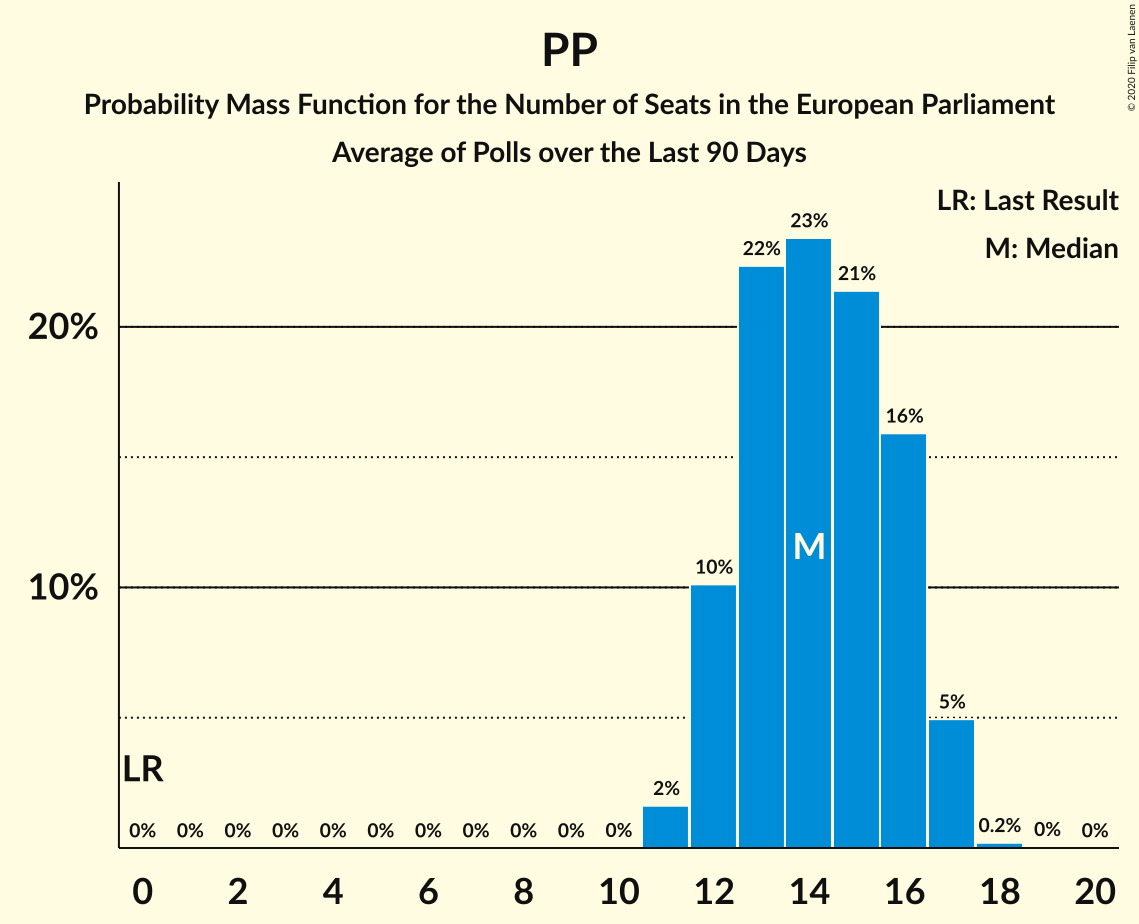 PP
Probability Mass Function for the Number of Seats in the European Parliament
Average of Polls over the Last 90 Days
© 2020 Filip van Laenen
LR: Last Result
M: Median
23%
22%
21%
20%
16%
10%
10%
M
5%
LR
2%
0% 0% 0% 0% 0% 0% 0% 0% 0% 0% 0% 0.2% 0% 0%
0 2 4 6 8 10 12 14 16 18 20